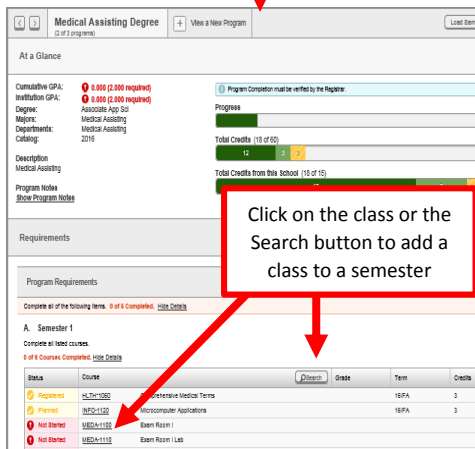 Medical Assisting Degree
(2 of 3 programs)
View a New Program
At a Glance
Cumulative GPA: 0.000 (2.000 required)
Institution GPA: 0.000 (2.000 required)
Degree: Associate App Sci
Majors: Medical Assisting
Departments: Medical Assisting
Catalog: 2016
Description
Medical Assisting
Program Notes
Show Program Notes
Program Completion must be verified by the Registrar.
Progress
Total Credits (18 of 60)
12 3 3
Total Credits from this School (18 of 15)
Click on the class or the
Search button to add a
class to a semester
Requirements
Program Requirements
Complete all of the following items. 0 of 5 Completed. Hide Details
A. Semester 1
Complete all listed courses.
0 of 8 Courses Completed. Hide Details
Status Course Search Grade Term Credits
Registered HLTH*1060 Medical Terms 16/FA 3
Planned INFO-1120 Microcomputer Applications 16/FA 3
Not Started MEDA-1100 Exam Room I
Not Started MEDA-1110 Exam Room I Lab